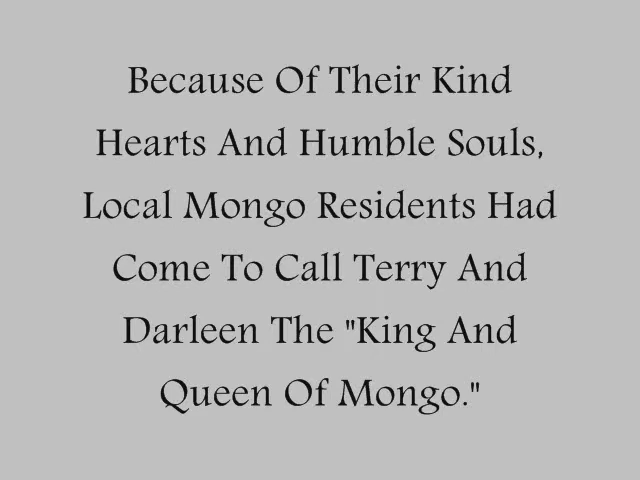 Because Of Their Kind
Hearts And Humble Souls,
Local Mongo Residents Had
Come To Call Terry And
Darleen The "King And
Queen Of Mongo."